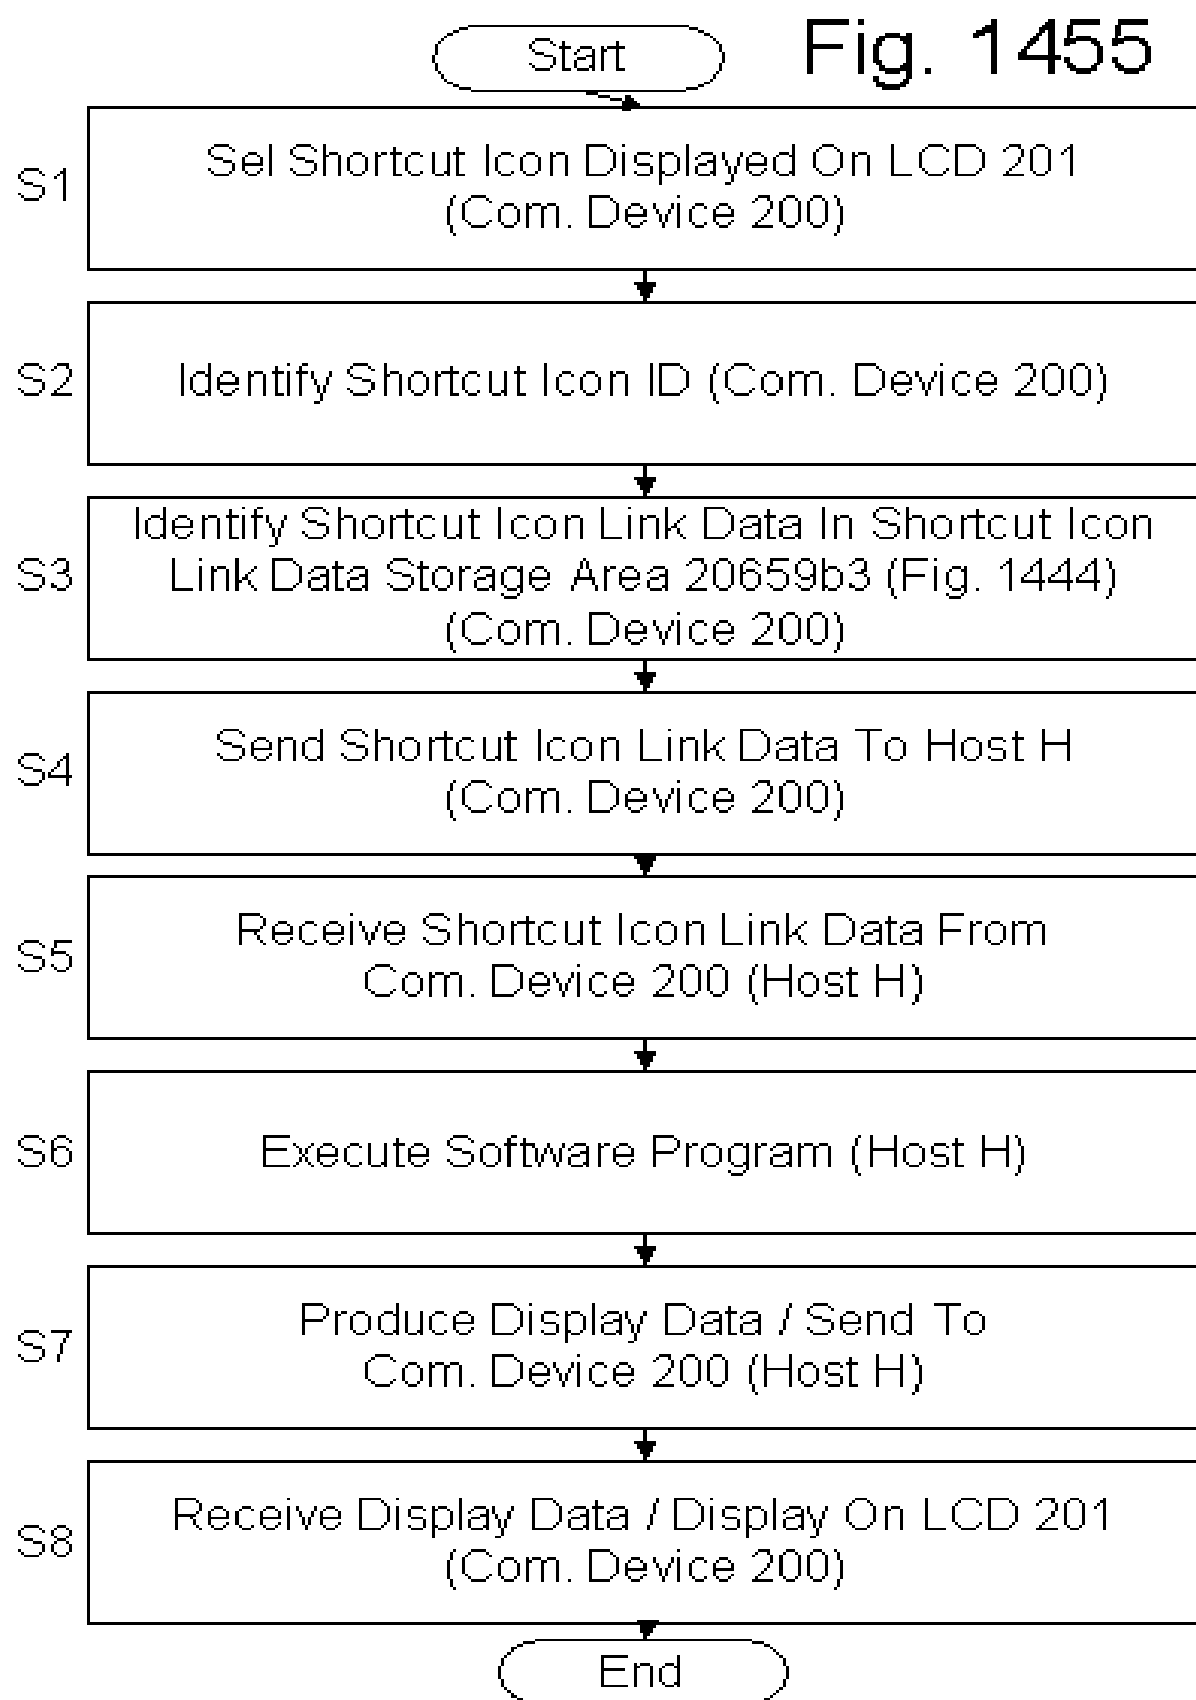 Start
Fig. 1455
S1
Sel Shortcut Icon Displayed On LCD 201
(Com. Device 200)
S2
Identify Shortcut Icon ID (Com. Device 200)
S3
Identify Shortcut Icon Link Data In Shortcut Icon
Link Data Storage Area 20659b3 (Fig. 1444)
(Com. Device 200)
S4
Send Shortcut Icon Link Data To Host H
(Com. Device 200)
S5
Receive Shortcut Icon Link Data From
Com. Device 200 (Host H)
S6
Execute Software Program (Host H)
S7
Produce Display Data / Send To
Com. Device 200 (Host H)
S8
Receive Display Data / Display On LCD 201
(Com. Device 200)
End